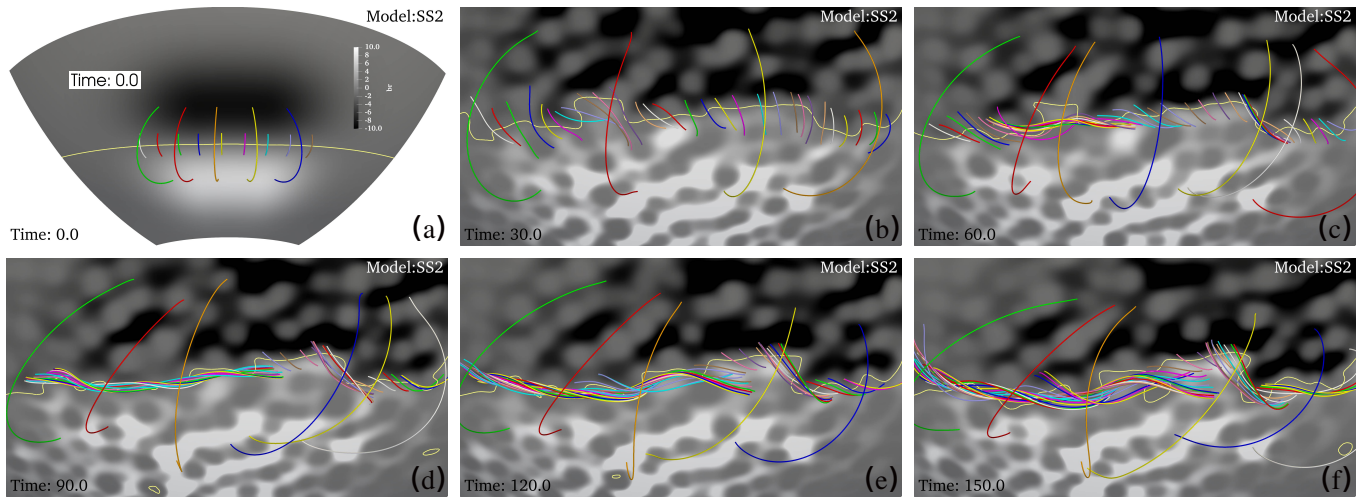 Model:SS2
Time: 0.0
10.0
8
6
4
2
0
-2
-4
-6
-8
-10.0
br
Time: 0.0
(a)
Model:SS2
Time: 30.0
(b)
Model:SS2
Time: 60.0
(c)
Model:SS2
Time: 90.0
(d)
Model:SS2
Time: 120.0
(e)
Model:SS2
Time: 150.0
(f)